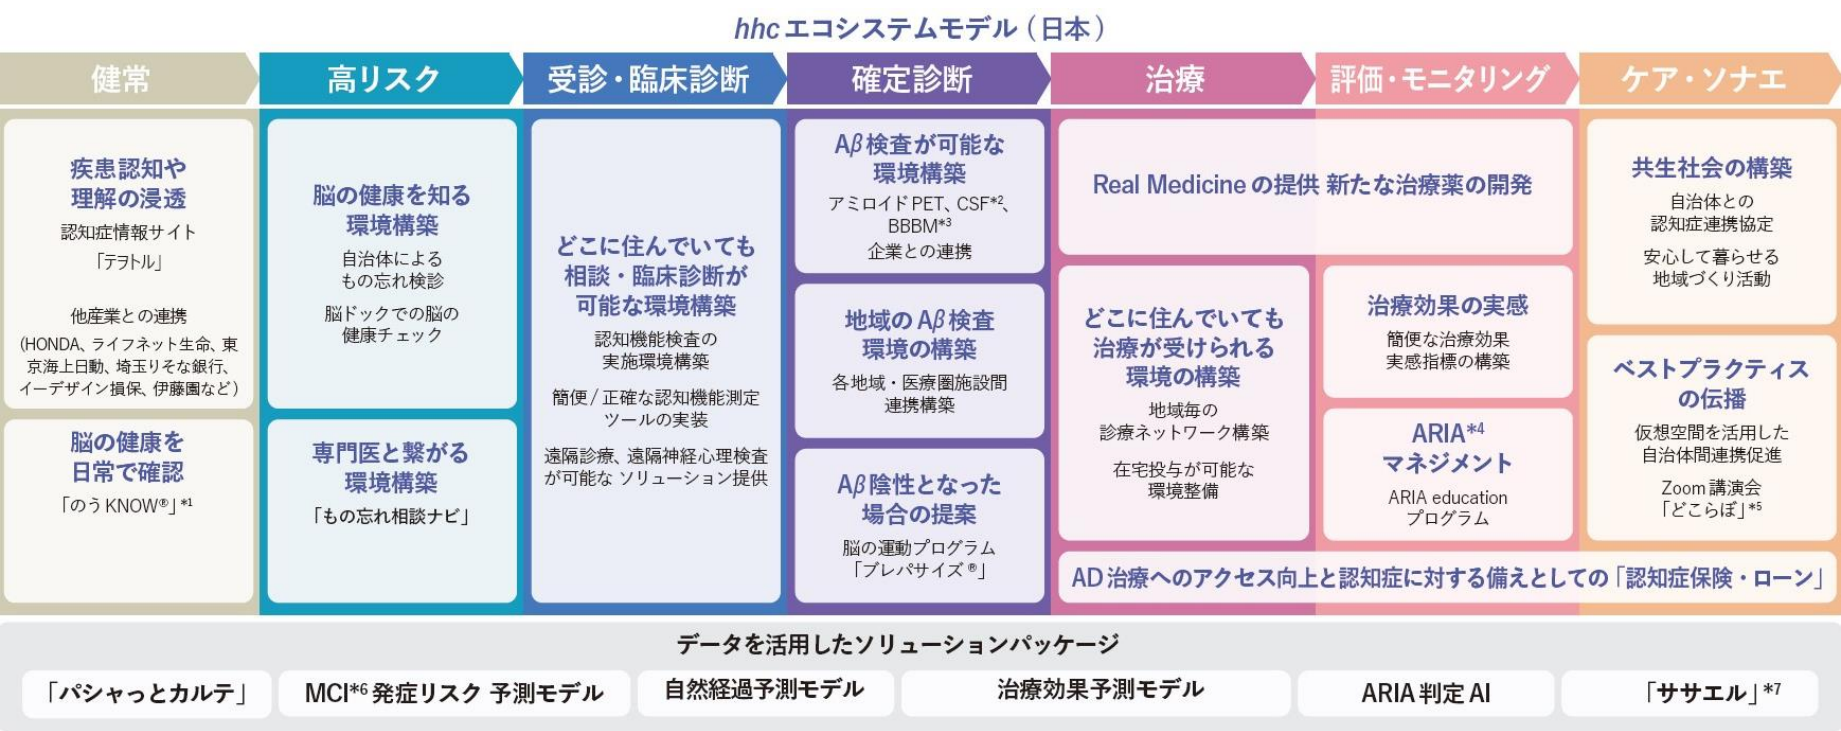 hhcエコシステムモデル（日本）
健常
高リスク
受診・臨床診断
確定診断
治療
評価・モニタリング
ケア・ソナエ
疾患認知や
理解の浸透
認知症情報サイト
「テヲトル」
他産業との連携
(HONDA、ライフネット生命、東
京海上日動、埼玉りそな銀行、
イーデザイン損保、伊藤園など)
脳の健康を
日常で確認
「のうKNOW®」*1
脳の健康を知る
環境構築
自治体による
もの忘れ検診
脳ドックでの脳の
健康チェック
専門医と繋がる
環境構築
「もの忘れ相談ナビ」
どこに住んでいても
相談・臨床診断が
可能な環境構築
認知機能検査の
実施環境構築
簡便/正確な認知機能測定
ツールの実装
遠隔診療、遠隔神経心理検査
が可能な ソリューション提供
Aβ検査が可能な
環境構築
アミロイドPET、CSF*2、
BBBM*3
企業との連携
地域のAβ検査
環境の構築
各地域・医療圏施設間
連携構築
Aβ陰性となった
場合の提案
脳の運動プログラム
「ブレパサイズ®」
Real Medicineの提供 新たな治療薬の開発
どこに住んでいても
治療が受けられる
環境の構築
地域毎の
診療ネットワーク構築
在宅投与が可能な
環境整備
治療効果の実感
簡便な治療効果
実感指標の構築
ARIA*4
マネジメント
ARIA education
プログラム
共生社会の構築
自治体との
認知症連携協定
安心して暮らせる
地域づくり活動
ベストプラクティス
の伝播
仮想空間を活用した
自治体間連携促進
Zoom講演会
「どこらぼ」*5
AD治療へのアクセス向上と認知症に対する備えとしての「認知症保険・ローン」
データを活用したソリューションパッケージ
「パシャっとカルテ」
MCI*6発症リスク 予測モデル
自然経過予測モデル
治療効果予測モデル
ARIA判定AI
「ササエル」*7